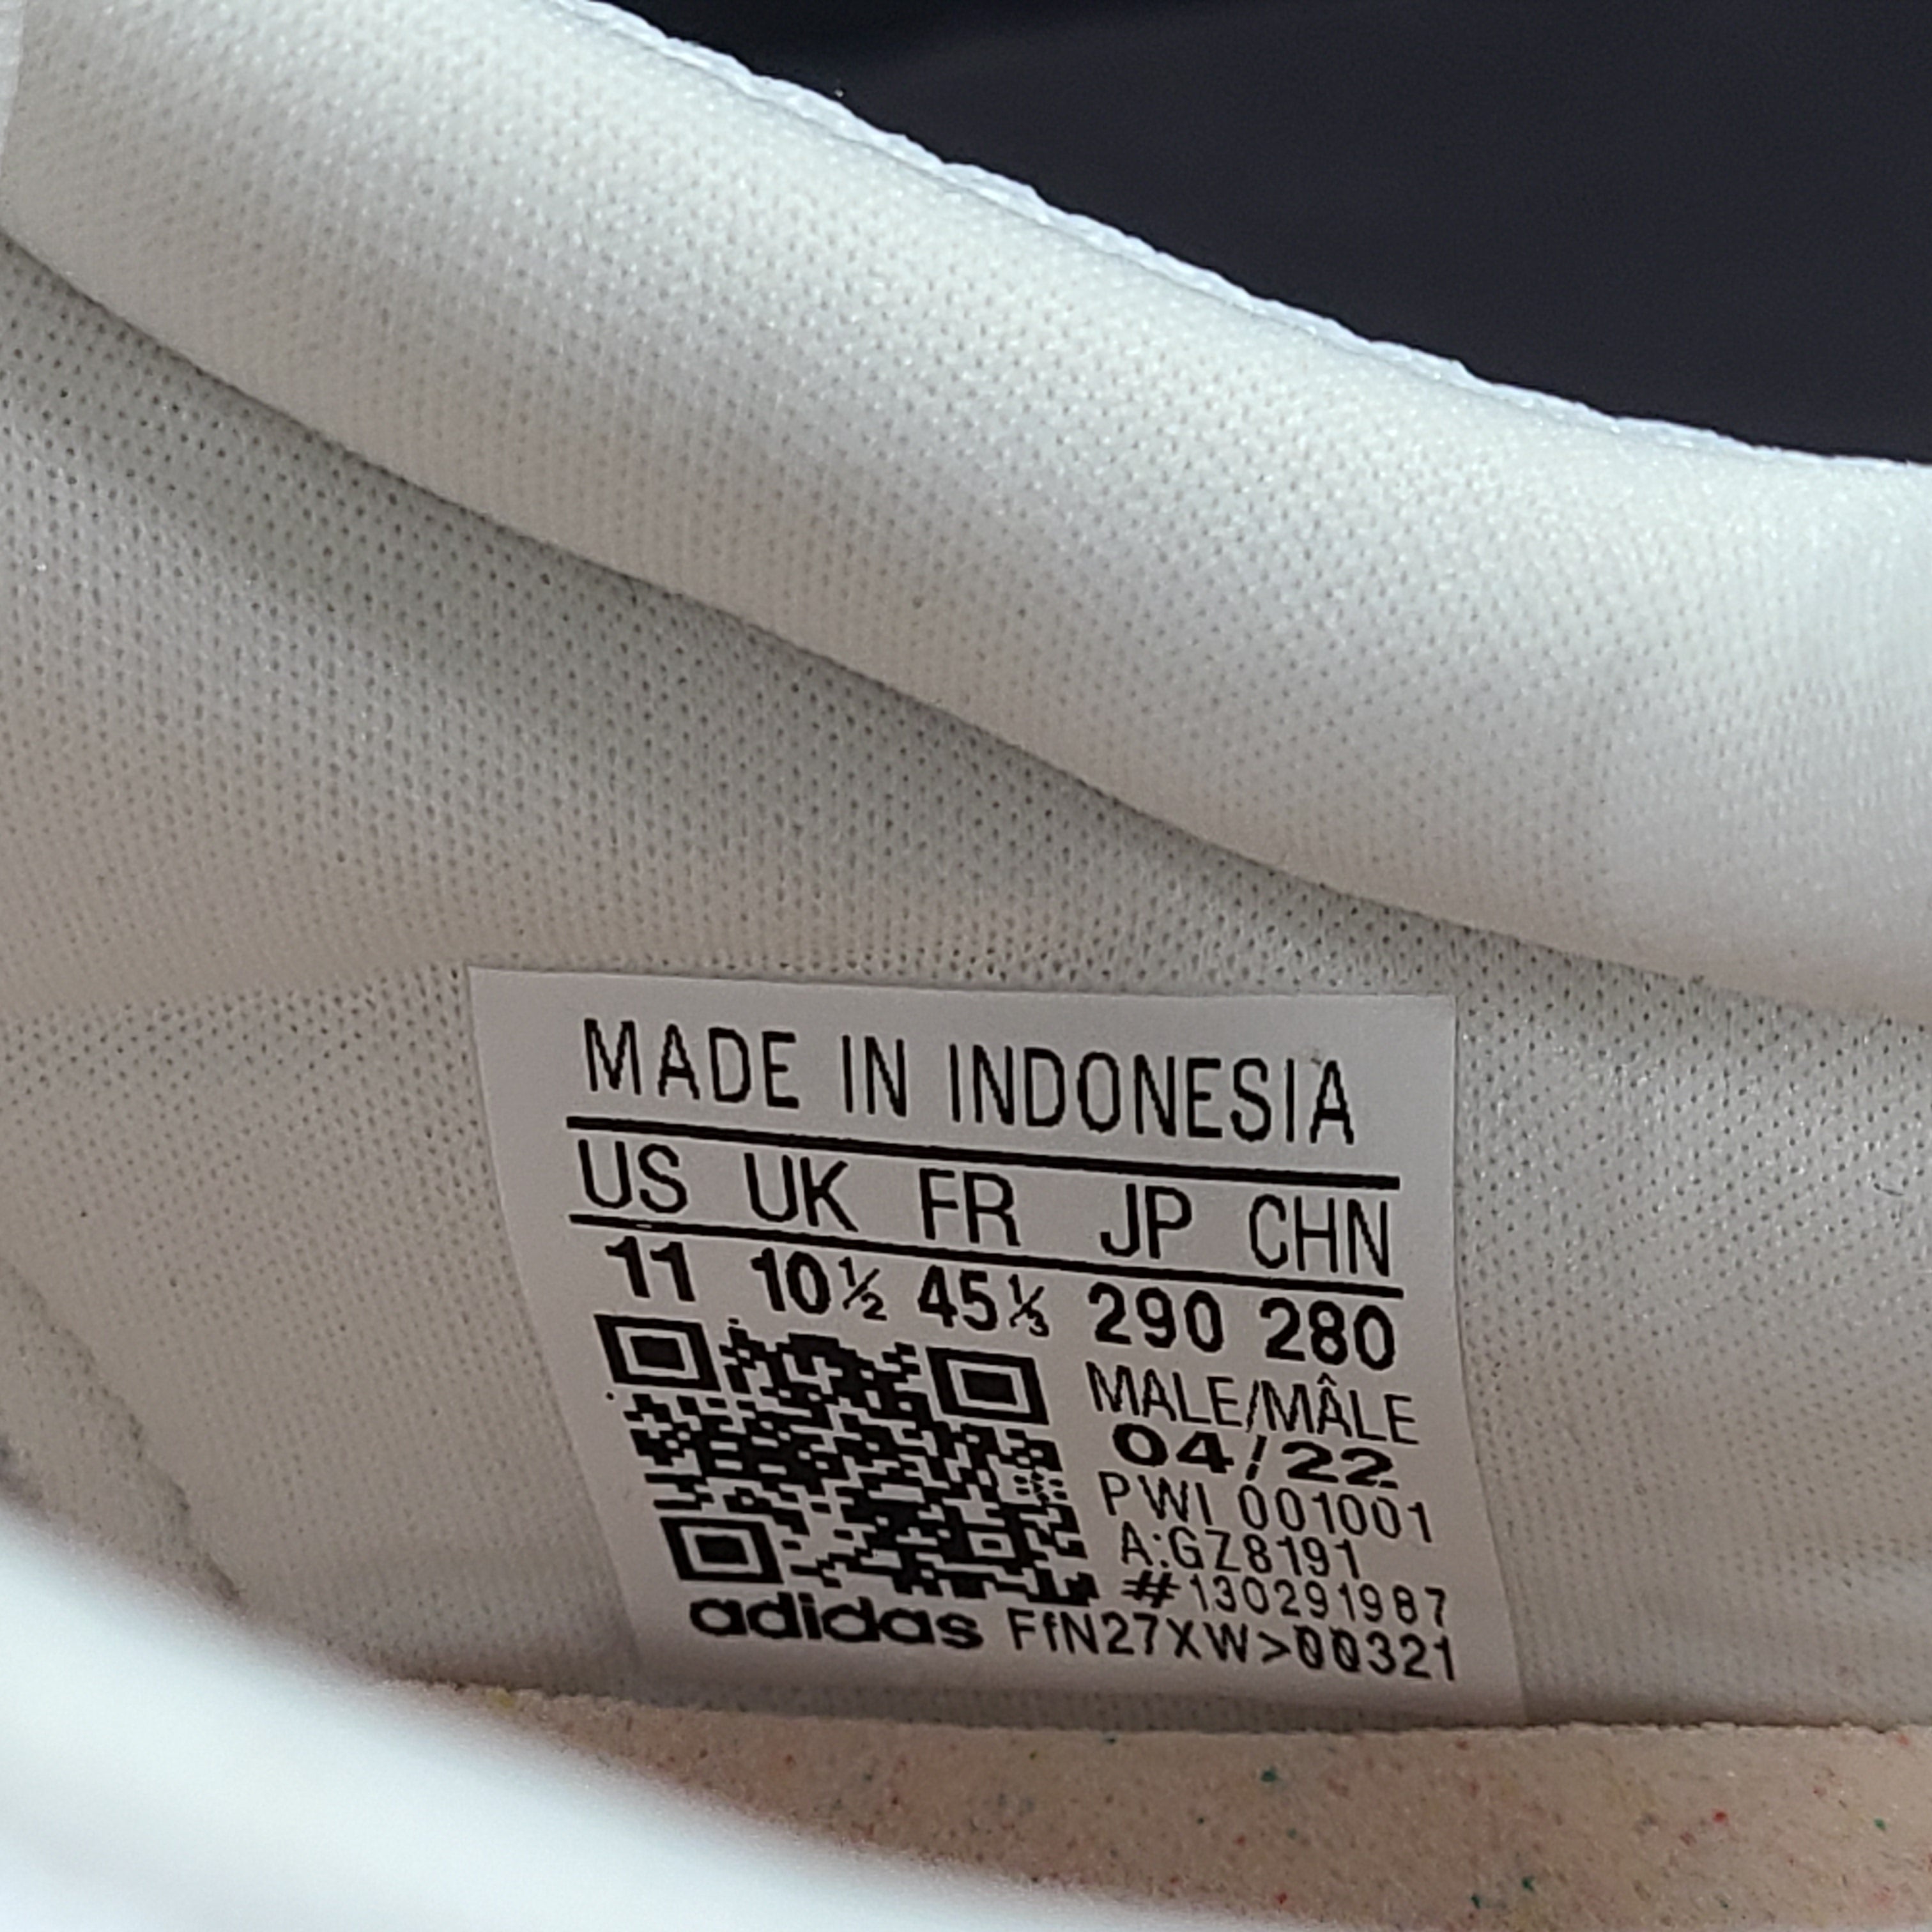 MADE IN INDONESIA
US UK FR JP CHN
11 10½ 45⅓ 290 280
MALE/MÂLE
04/22
PWI 001001
A:GZ8191
#130291987
adidas FfN27XW>00321